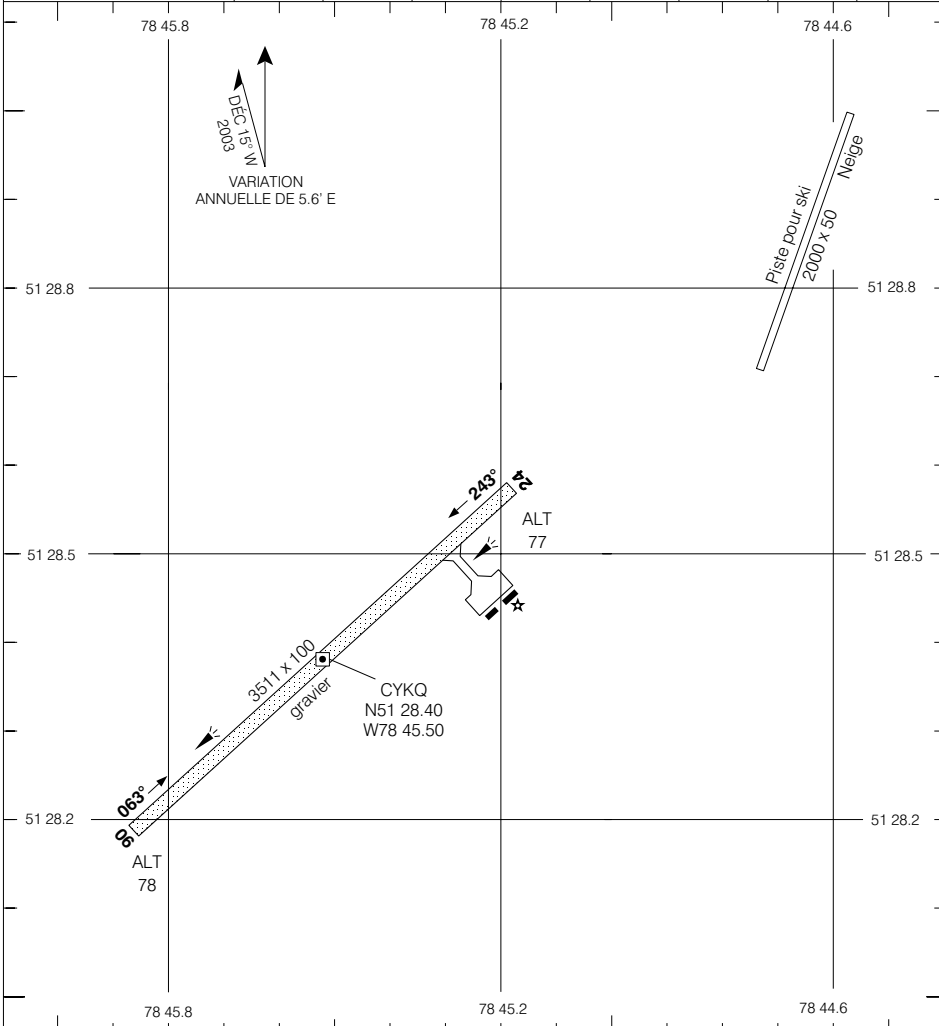 78 45.8
78 45.2
78 44.6
DÉC 15° W
2003
VARIATION
ANNUELLE DE 5.6' E
Piste pour ski
Neige
2000 x 50
51 28.8
51 28.8
243°
24
ALT
77
51 28.5
51 28.5
3511 x 100
gravier
CYKQ
N51 28.40
W78 45.50
063°
06
51 28.2
51 28.2
ALT
78
78 45.8
78 45.2
78 44.6